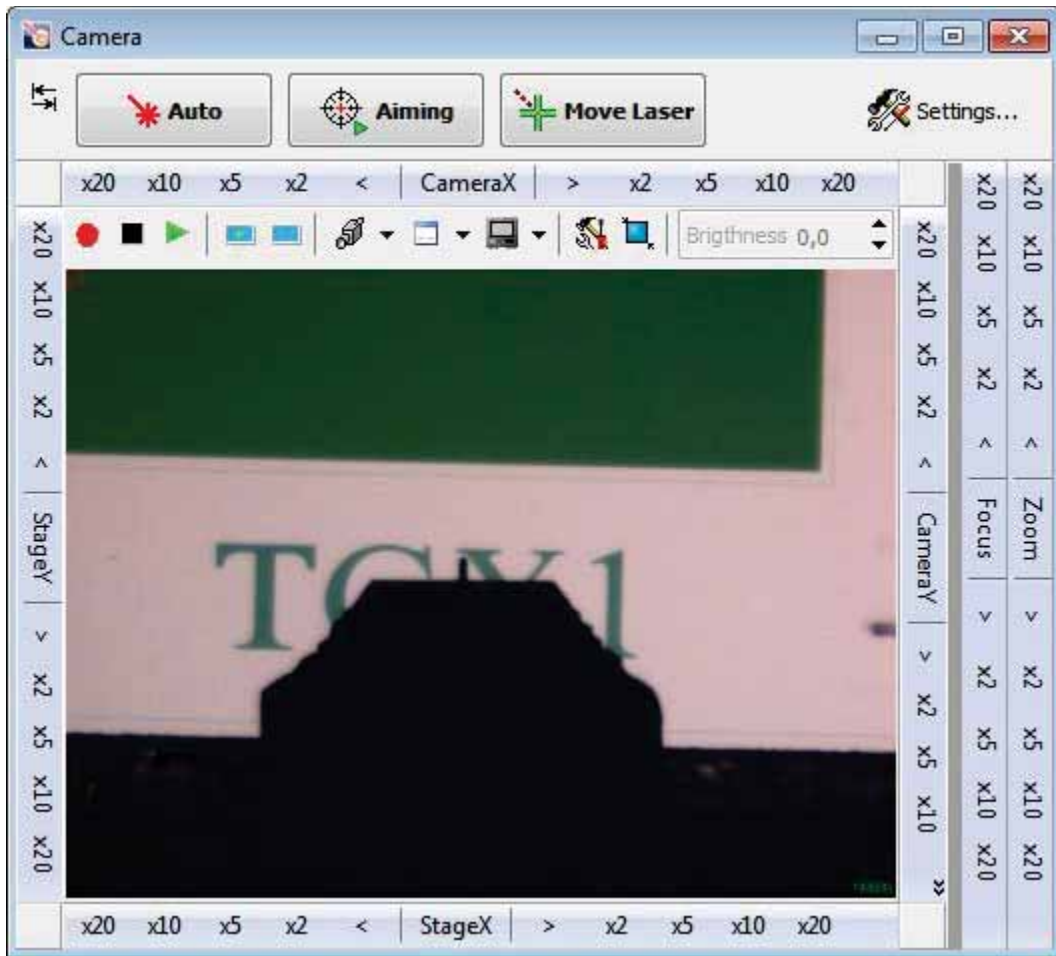 Camera
Auto Aiming Move Laser Settings...
x20 x10 x5 x2 < CameraX > x2 x5 x10 x20
Brigthness 0,0
x20 x10 x5 x2 < StageY > x2 x5 x10 x20
TGX1
x20 x10 x5 x2 < CameraY > x2 x5 x10 »
x20 x10 x5 x2 < Focus > x2 x5 x10 x20
x20 x10 x5 x2 < Zoom > x2 x5 x10 x20
x20 x10 x5 x2 < StageX > x2 x5 x10 x20